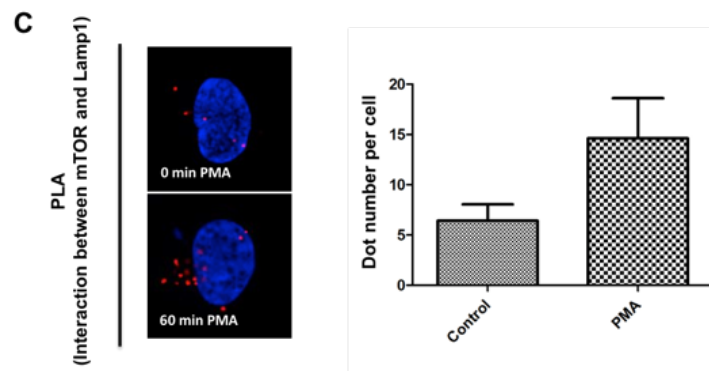 C
PLA
(Interaction between mTOR and Lamp1)
0 min PMA
60 min PMA
Dot number per cell
20
15
10
5
0
Control
PMA